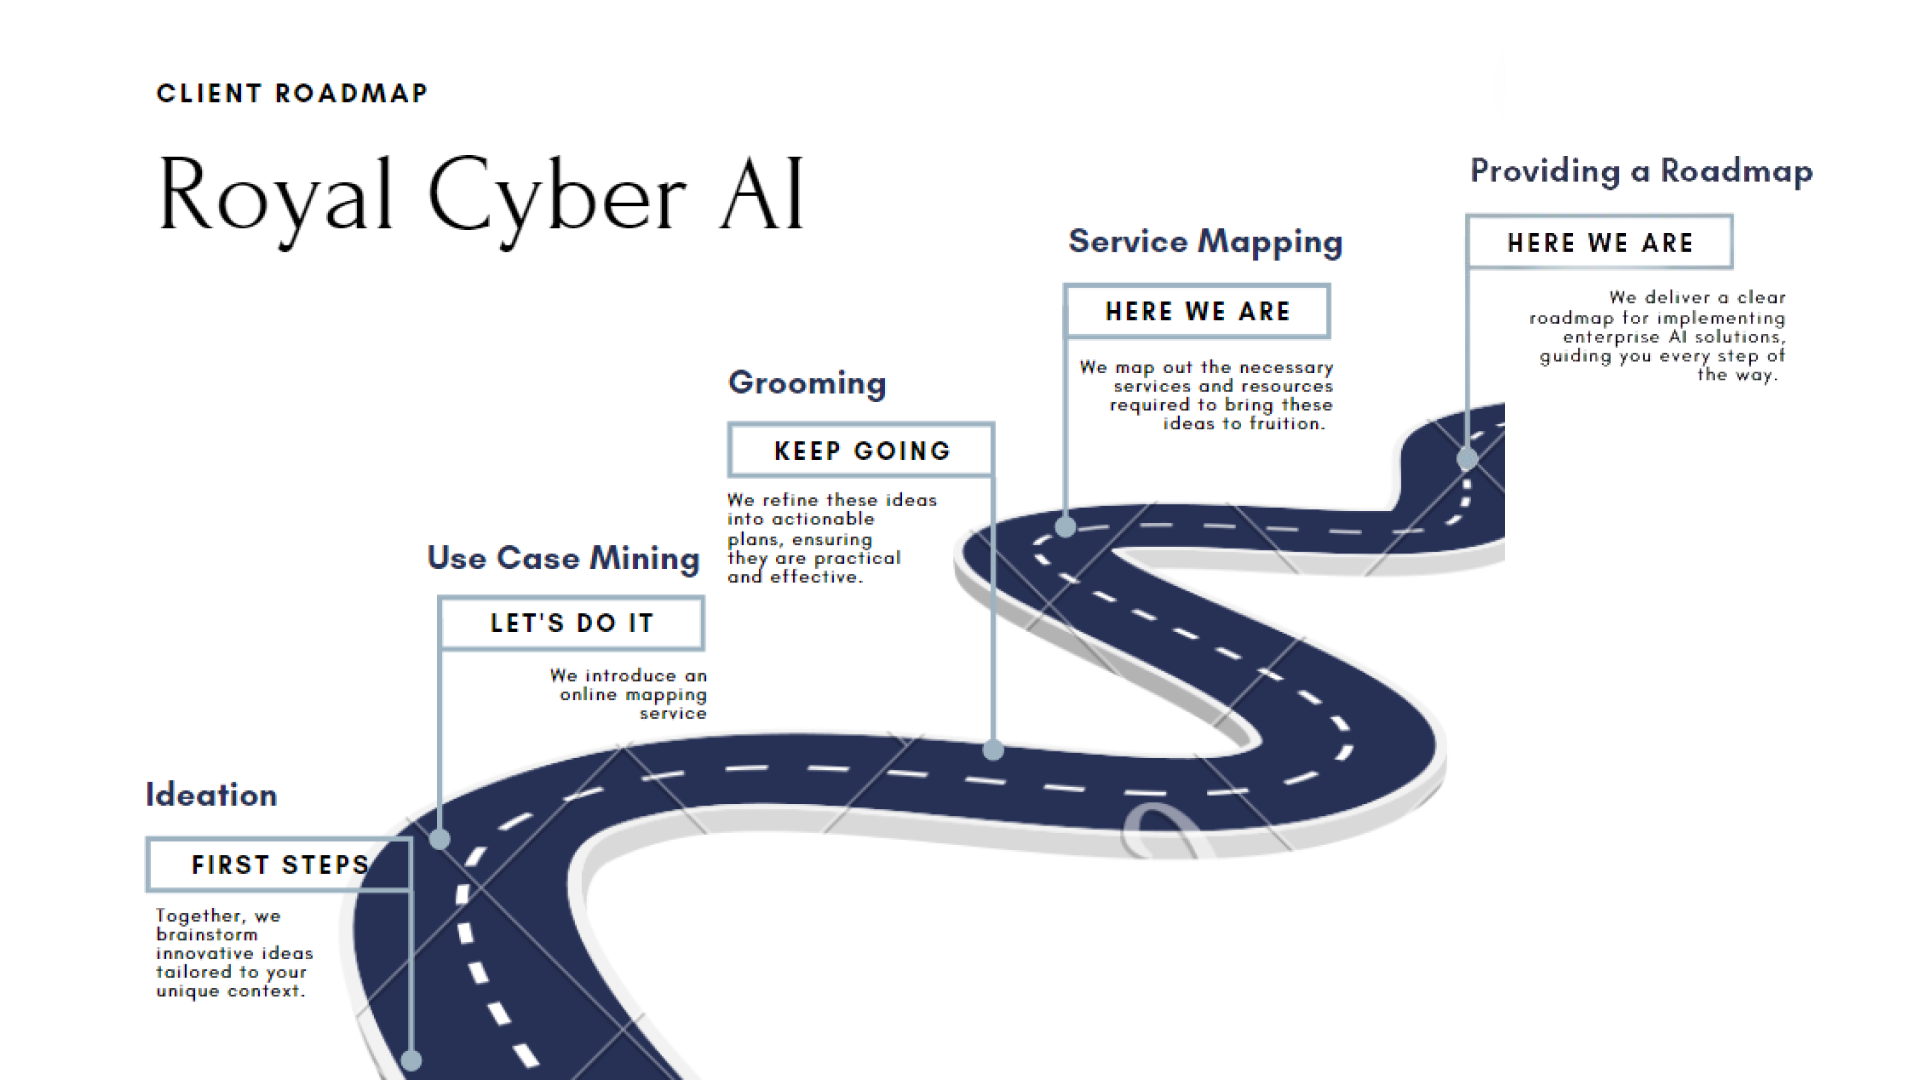 CLIENT ROADMAP
Royal Cyber AI
Ideation
FIRST STEPS
Together, we
brainstorm
innovative ideas
tailored to your
unique context.
Use Case Mining
LET'S DO IT
We introduce an
online mapping
service
Grooming
KEEP GOING
We refine these ideas
into actionable
plans, ensuring
they are practical
and effective.
Service Mapping
HERE WE ARE
We map out the necessary
services and resources
required to bring these
ideas to fruition.
Providing a Roadmap
HERE WE ARE
We deliver a clear
roadmap for implementing
enterprise AI solutions,
guiding you every step of
the way.